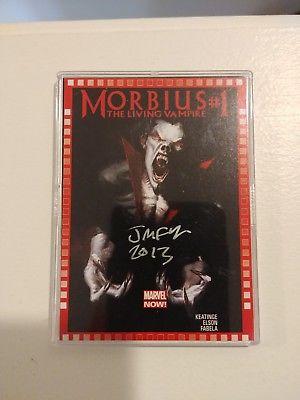 MORBIUS #1
THE LIVING VAMPIRE
2013
MARVEL
NOW!
KEATINGE
ELSON
FABELA